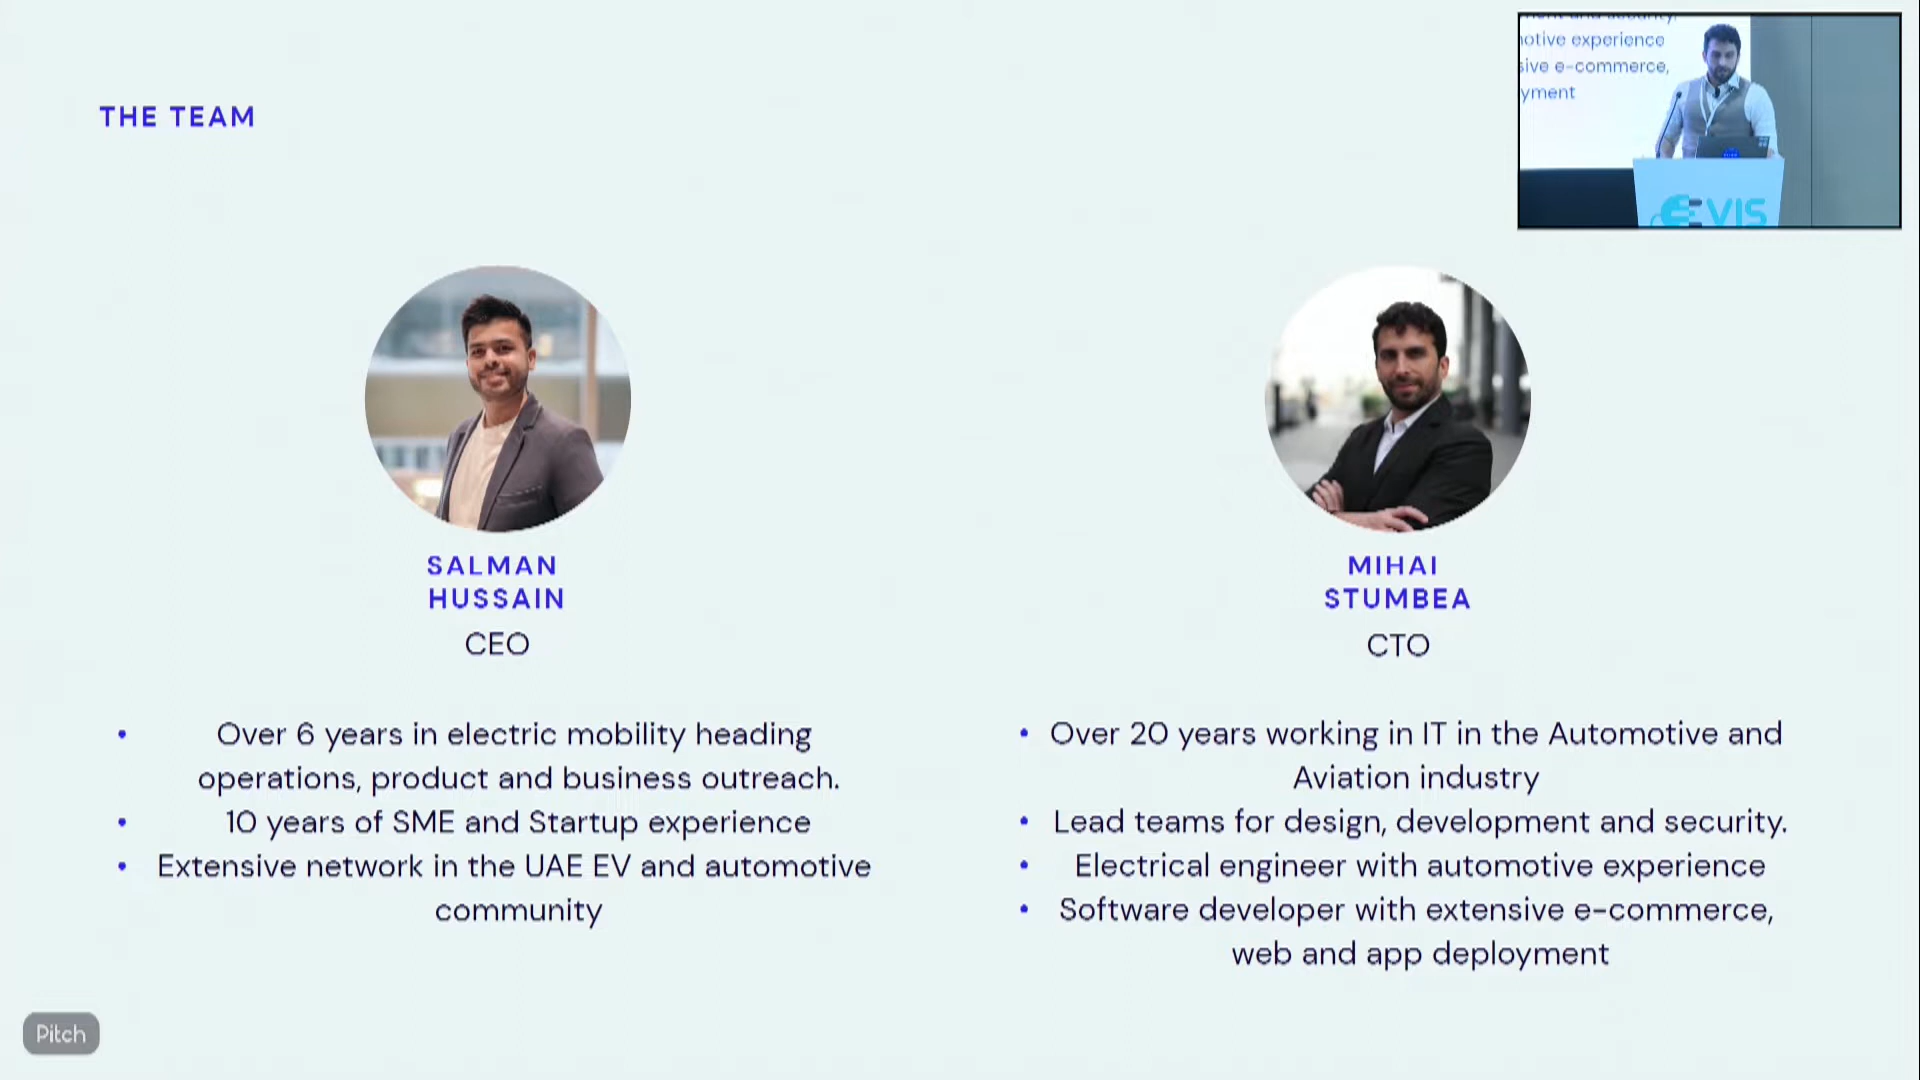 THE TEAM
notive experience
sive e-commerce,
yment
EVIS
SALMAN
HUSSAIN
CEO
• Over 6 years in electric mobility heading
operations, product and business outreach.
• 10 years of SME and Startup experience
• Extensive network in the UAE EV and automotive
community
MIHAI
STUMBEA
CTO
• Over 20 years working in IT in the Automotive and
Aviation industry
• Lead teams for design, development and security.
• Electrical engineer with automotive experience
• Software developer with extensive e-commerce,
web and app deployment
Pitch